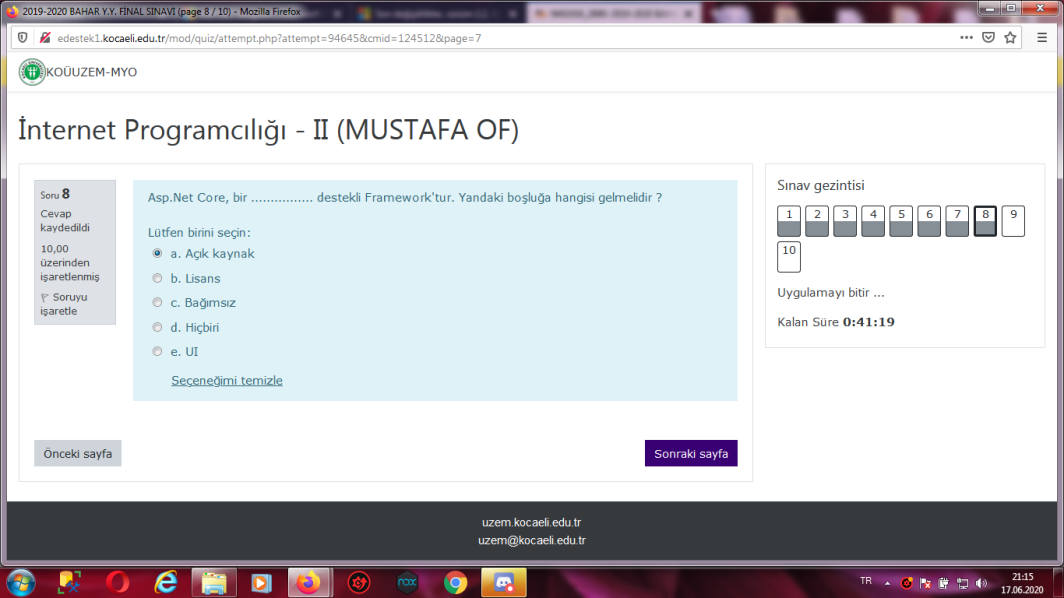 2019-2020 BAHAR Y.Y. FİNAL SINAVI (page 8 / 10) - Mozilla Firefox
edestek1.kocaeli.edu.tr/mod/quiz/attempt.php?attempt=94645&cmid=124512&page=7
KOÜUZEM-MYO
İnternet Programcılığı - II (MUSTAFA OF)
Soru 8
Cevap
kaydedildi
10,00
üzerinden
işaretlenmiş
Soruyu
işaretle
Asp.Net Core, bir ................ destekli Framework'tur. Yandaki boşluğa hangisi gelmelidir ?
Lütfen birini seçin:
a. Açık kaynak
b. Lisans
c. Bağımsız
d. Hiçbiri
e. UI
Seçeneğimi temizle
Önceki sayfa
Sonraki sayfa
Sınav gezintisi
1 2 3 4 5 6 7 8 9
10
Uygulamayı bitir ...
Kalan Süre 0:41:19
uzem.kocaeli.edu.tr
uzem@kocaeli.edu.tr
nox
TR
21:15
17.06.2020